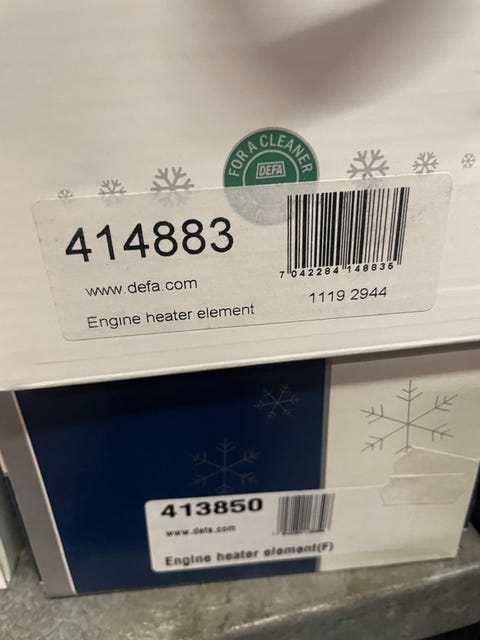 FOR A CLEANER
DEFA
414883
www.defa.com
Engine heater element
7 042284 148835
1119 2944
413850
www.defa.com
Engine heater element(F)